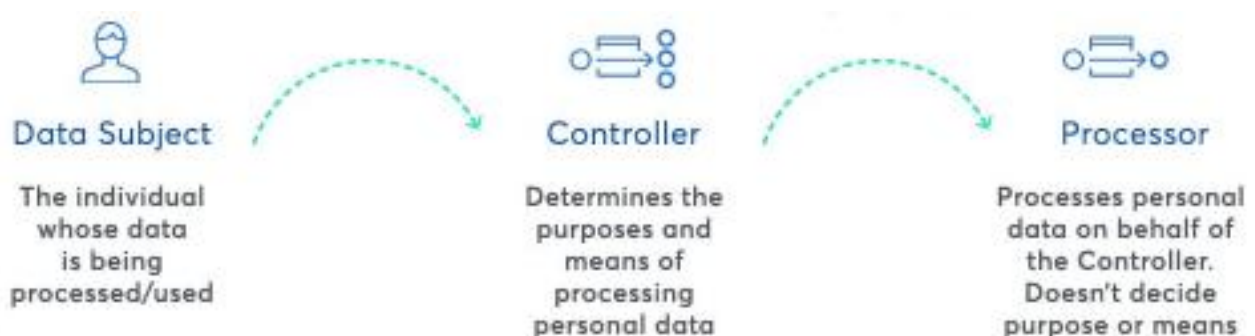 Data Subject
The individual
whose data
is being
processed/used
Controller
Determines the
purposes and
means of
processing
personal data
Processor
Processes personal
data on behalf of
the Controller.
Doesn't decide
purpose or means